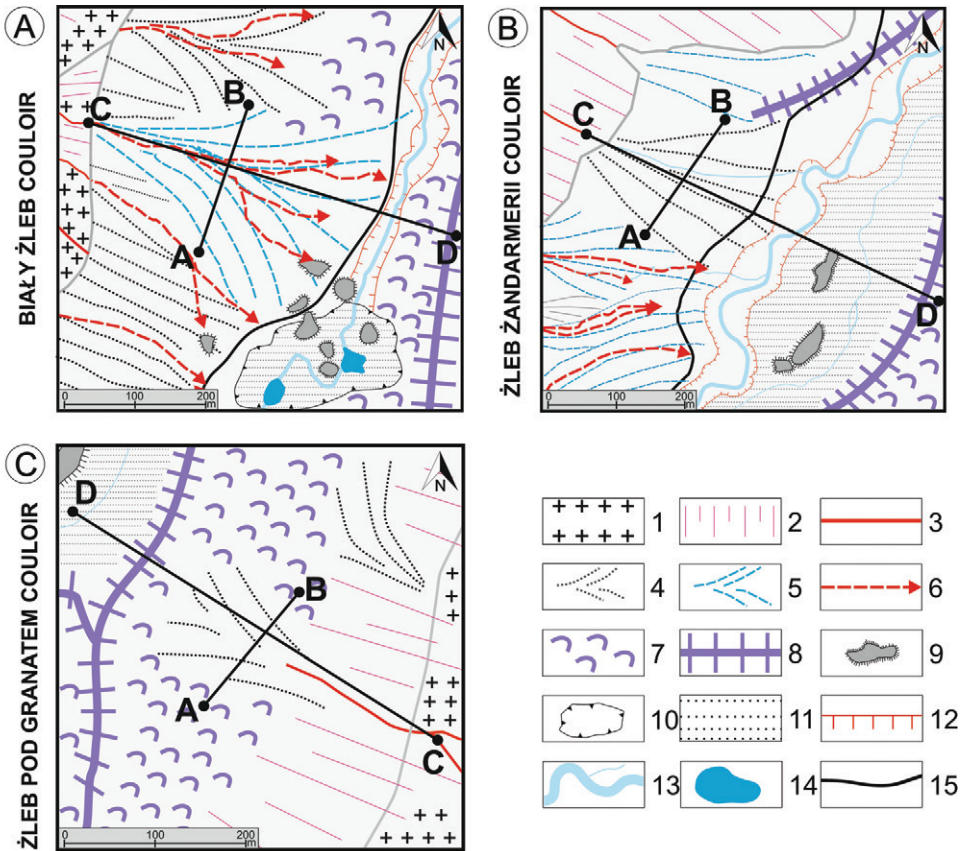 A
BIAŁY ŻLEB COULOIR
N
C
B
A
D
0 100 200
m
B
ŻLEB ŻANDARMERII COULOIR
N
C
B
A
D
0 100 200
m
C
ŻLEB POD GRANATEM COULOIR
N
D
B
A
C
0 100 200
m
1 2 3
4 5 6
7 8 9
10 11 12
13 14 15